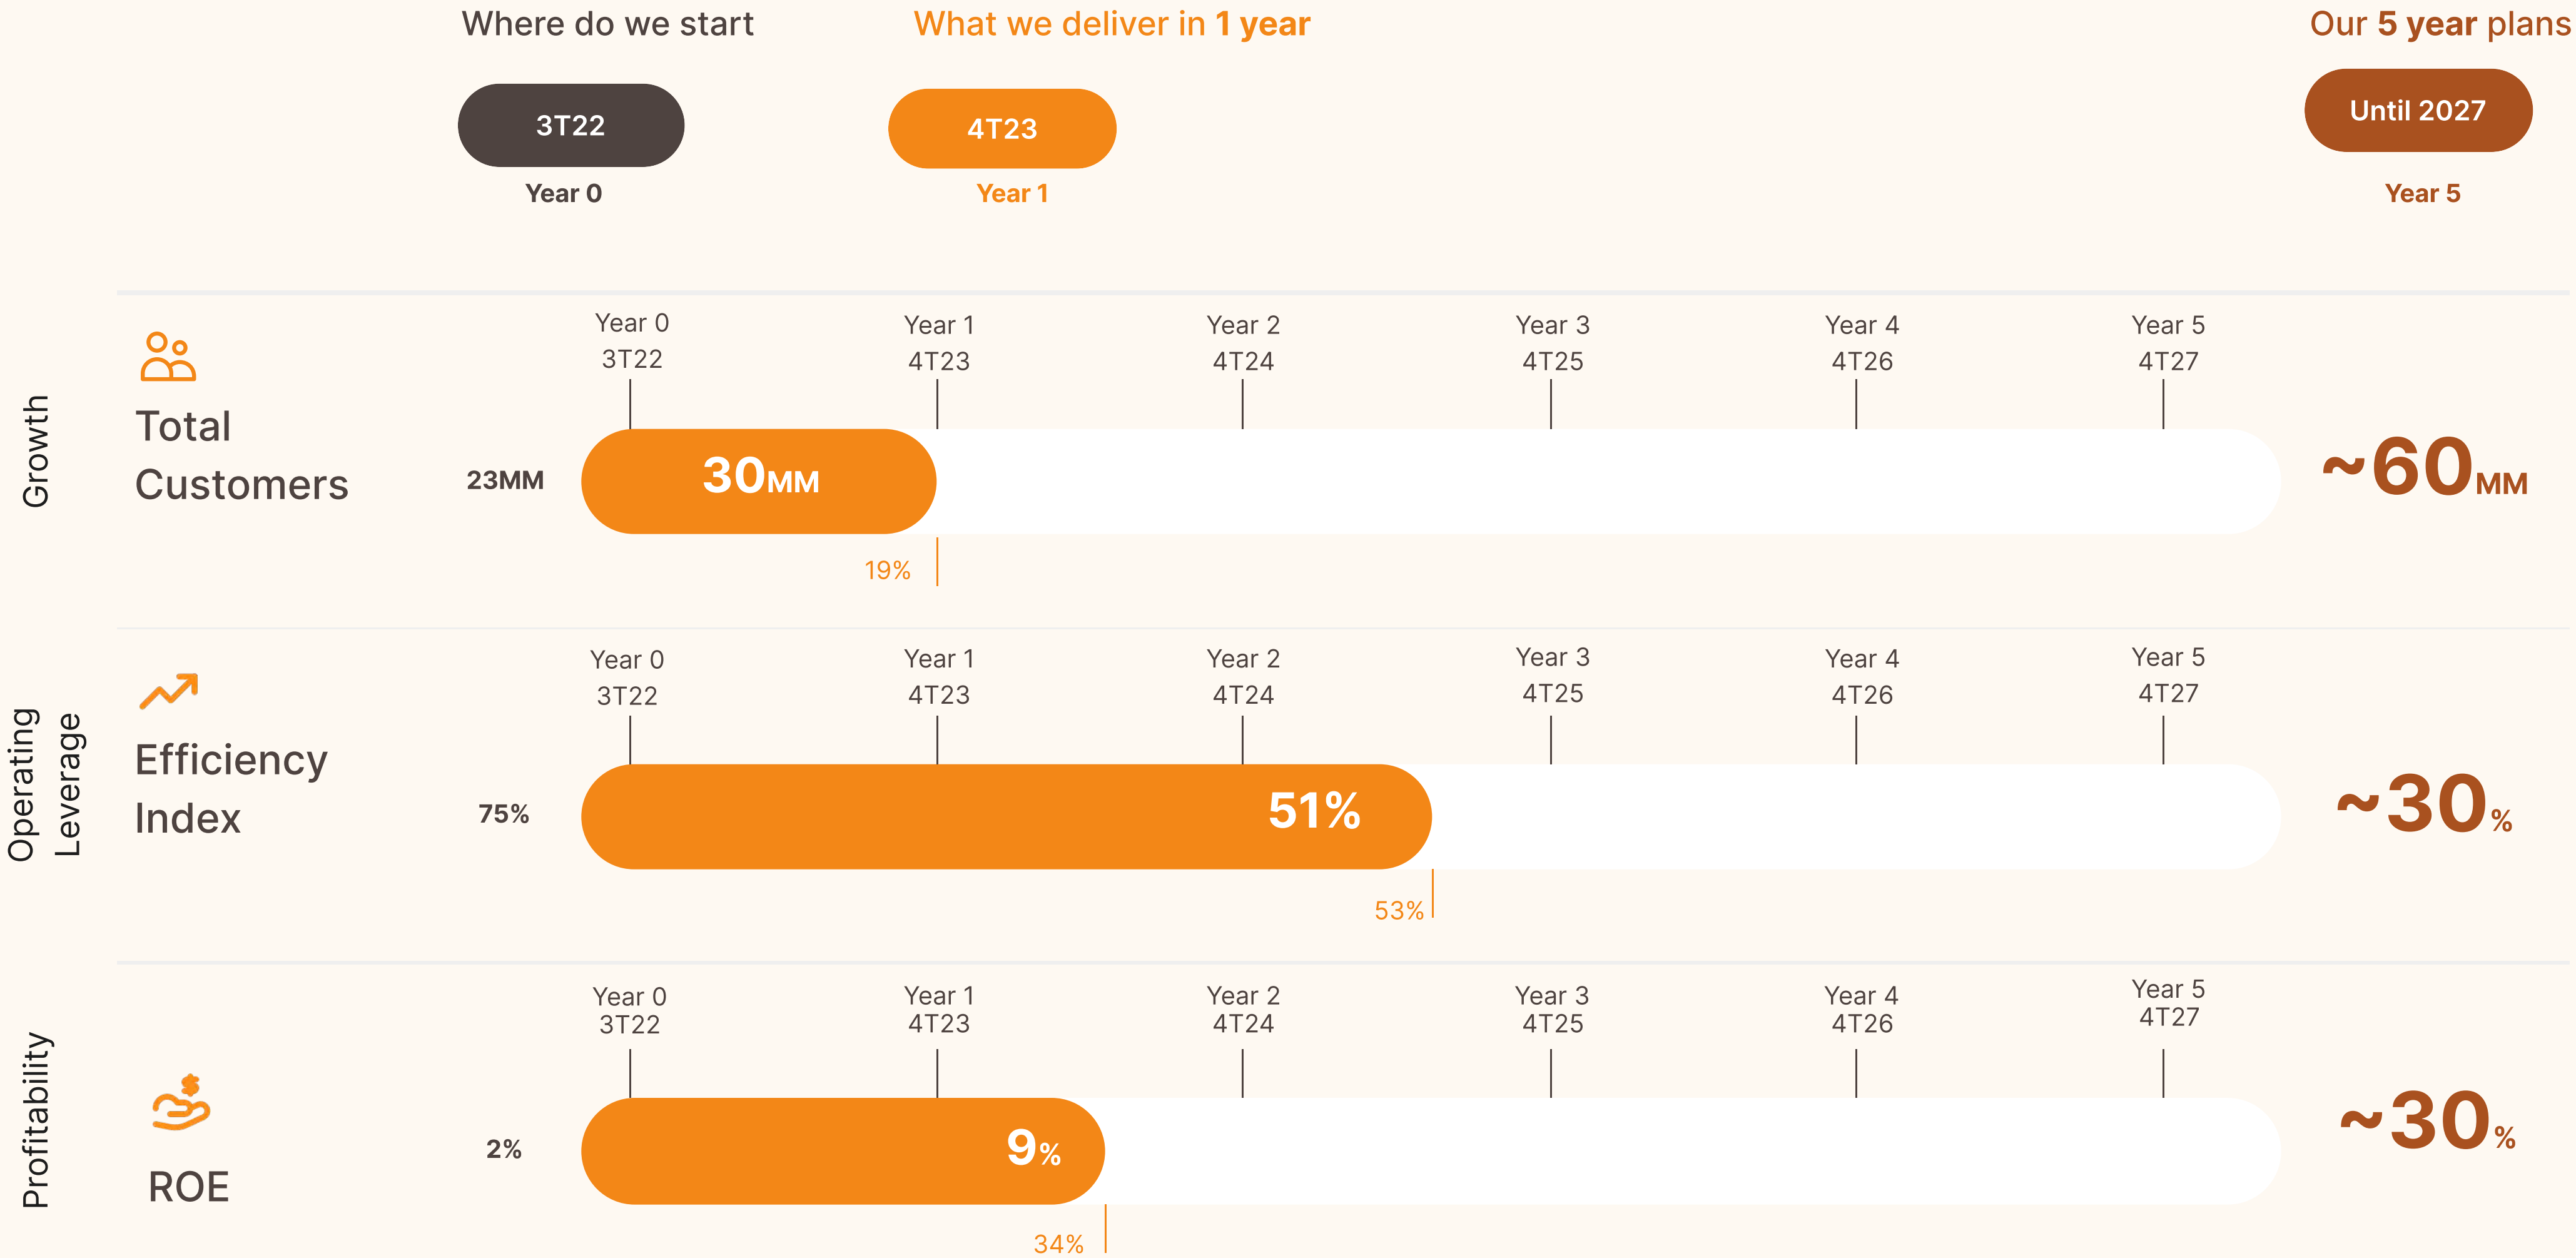 Where do we start
What we deliver in 1 year
Our 5 year plans
3T22
4T23
Until 2027
Year 0
Year 1
Year 5
Growth
Total
Customers
Year 0
3T22
Year 1
4T23
Year 2
4T24
Year 3
4T25
Year 4
4T26
Year 5
4T27
23MM
30MM
~60MM
19%
Operating
Leverage
Efficiency
Index
Year 0
3T22
Year 1
4T23
Year 2
4T24
Year 3
4T25
Year 4
4T26
Year 5
4T27
75%
51%
~30%
53%
Profitability
ROE
Year 0
3T22
Year 1
4T23
Year 2
4T24
Year 3
4T25
Year 4
4T26
Year 5
4T27
2%
9%
~30%
34%